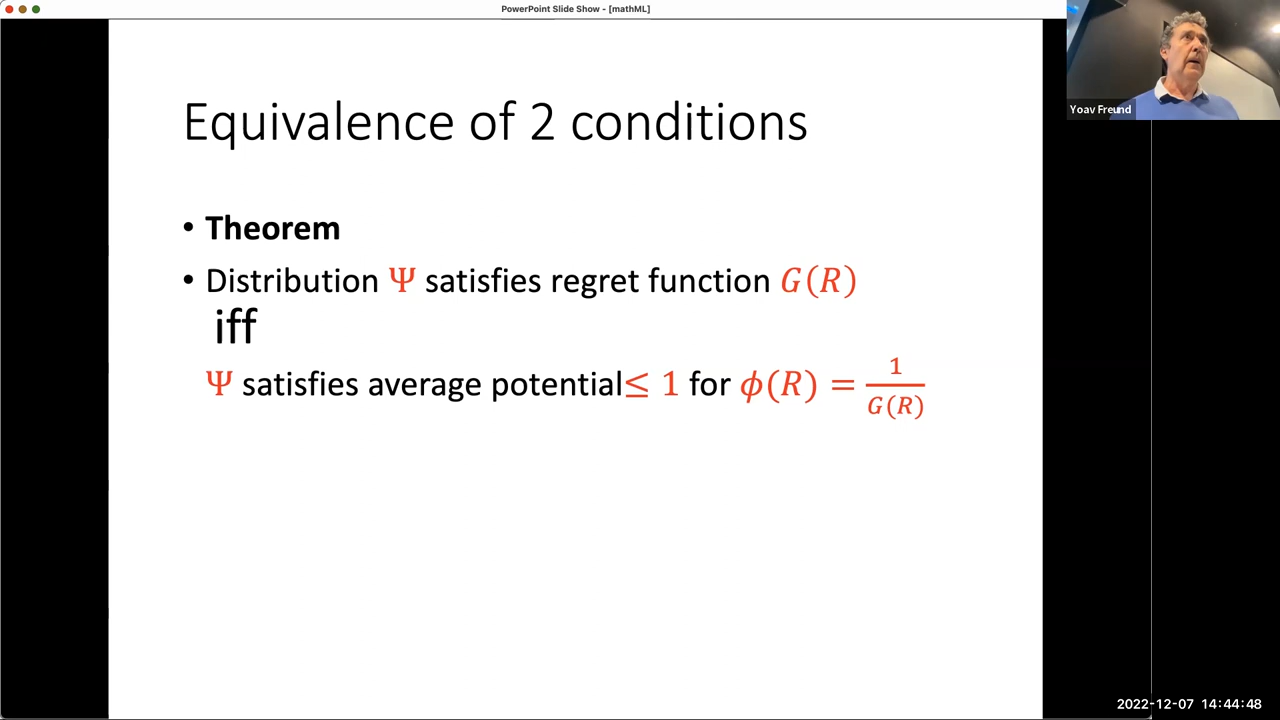 PowerPoint Slide Show - [mathML]
Yoav Freund
Equivalence of 2 conditions
• Theorem
• Distribution Ψ satisfies regret function G(R)
iff
Ψ satisfies average potential≤ 1 for ϕ(R) = 1/G(R)
2022-12-07 14:44:48